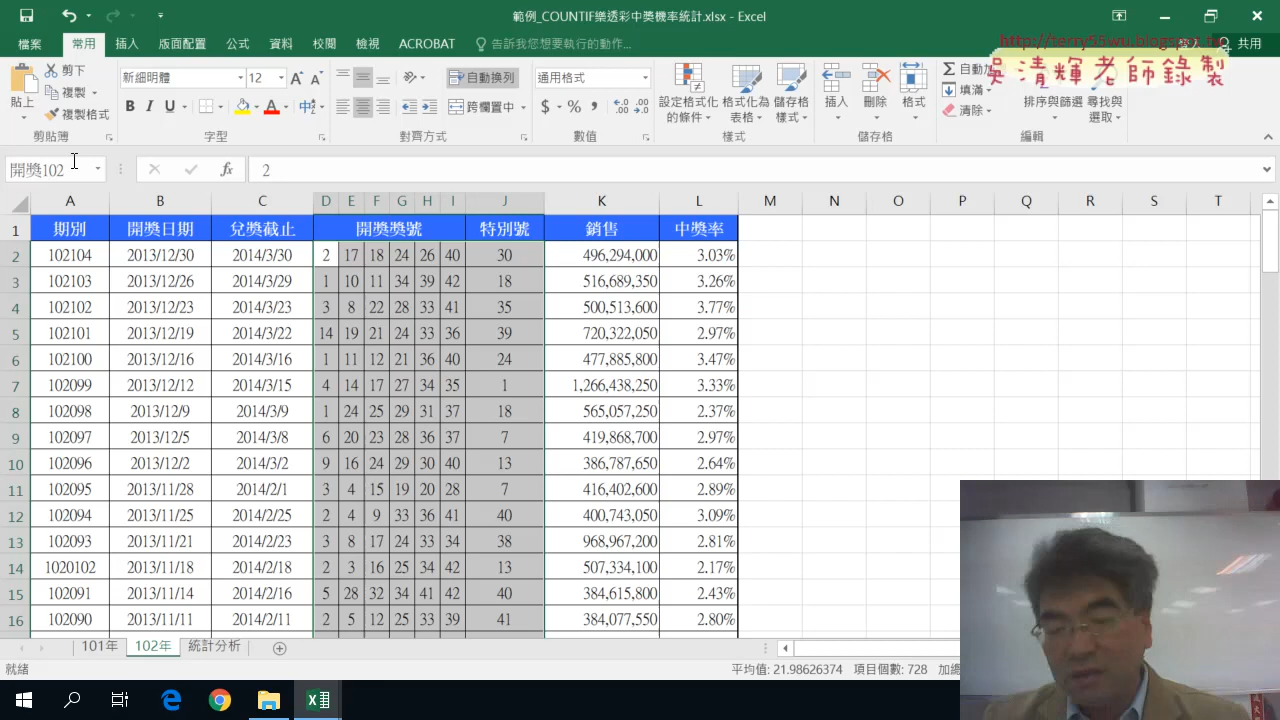 範例_COUNTIF樂透彩中獎機率統計.xlsx - Excel
檔案 常用 插入 版面配置 公式 資料 校閱 檢視 ACROBAT 告訴我您想要執行的動作... 共用
http://terry55wu.blogspot.tw
吳清輝老師錄製
貼上 剪下 複製 複製格式 剪貼簿
新細明體 12 B I U A 中 字型
自動換列 跨欄置中 對齊方式
通用格式 $ % , 數值
設定格式化的條件 格式化為表格 儲存格樣式 樣式
插入 刪除 格式 儲存格
自動加總 填滿 清除 排序與篩選 尋找與選取 編輯
開獎102 fx 2
A B C D E F G H I J K L M N O P Q R S T
1 期別 開獎日期 兌獎截止 開獎獎號 特別號 銷售 中獎率
2 102104 2013/12/30 2014/3/30 2 17 18 24 26 40 30 496,294,000 3.03%
3 102103 2013/12/26 2014/3/29 1 10 11 34 39 42 18 516,689,350 3.26%
4 102102 2013/12/23 2014/3/23 3 8 22 28 33 41 35 500,513,600 3.77%
5 102101 2013/12/19 2014/3/22 14 19 21 24 33 36 39 720,322,050 2.97%
6 102100 2013/12/16 2014/3/16 1 11 12 21 36 40 24 477,885,800 3.47%
7 102099 2013/12/12 2014/3/15 4 14 17 27 34 35 1 1,266,438,250 3.33%
8 102098 2013/12/9 2014/3/9 1 24 25 29 31 37 18 565,057,250 2.37%
9 102097 2013/12/5 2014/3/8 6 20 23 28 36 37 7 419,868,700 2.97%
10 102096 2013/12/2 2014/3/2 9 16 24 29 30 40 13 386,787,650 2.64%
11 102095 2013/11/28 2014/2/1 3 4 15 19 20 28 7 416,402,600 2.89%
12 102094 2013/11/25 2014/2/25 2 4 9 33 36 41 40 400,743,050 3.09%
13 102093 2013/11/21 2014/2/23 3 8 17 24 33 34 38 968,967,200 2.81%
14 1020102 2013/11/18 2014/2/18 2 3 16 25 34 42 13 507,334,100 2.17%
15 102091 2013/11/14 2014/2/16 5 28 32 34 41 42 40 384,615,800 2.43%
16 102090 2013/11/11 2014/2/11 2 5 12 25 33 39 41 384,077,550 2.80%
101年 102年 統計分析
就緒 平均值: 21.98626374 項目個數: 728 加總